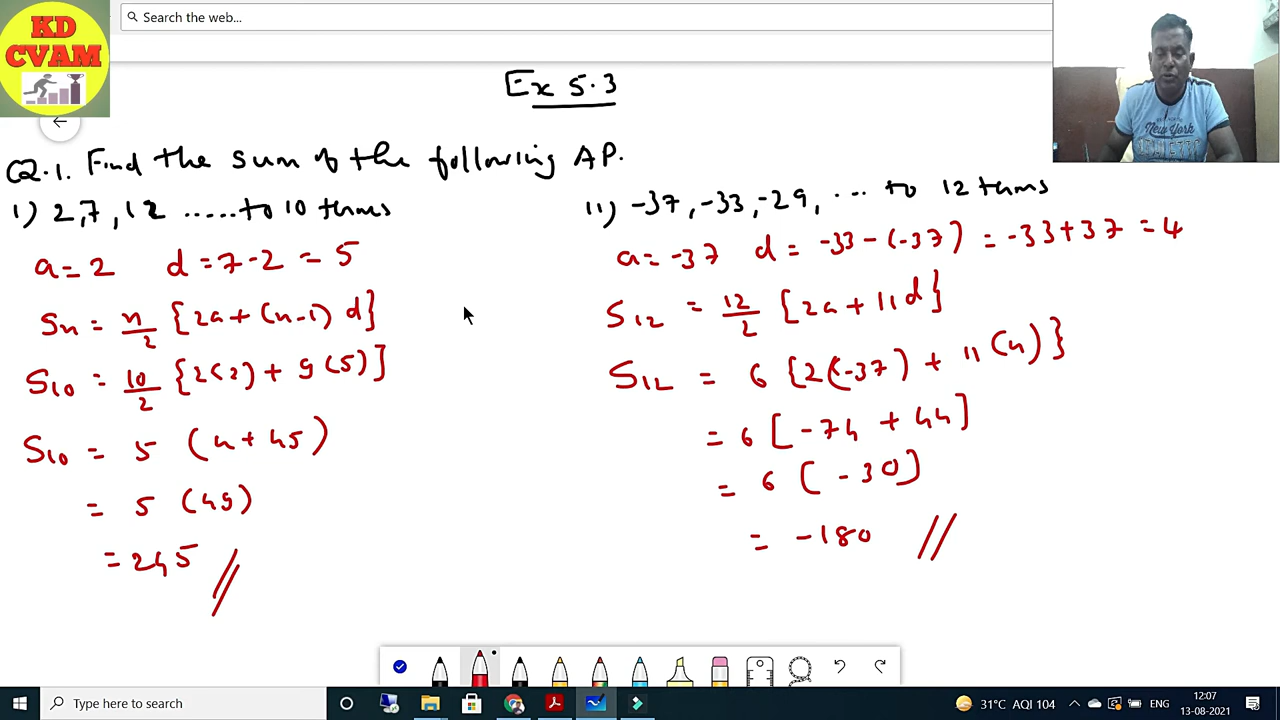 Search the web...
KD
CVAM
Ex 5.3
Q.1. Find the sum of the following AP.
1) 2,7,12 ......to 10 terms
a = 2 d = 7-2 = 5
Sn = n/2 {2a + (n-1) d]
S10 = 10/2 {2(2) + 9(5)]
S10 = 5 (4+45)
= 5 (49)
= 245 //
11) -37, -33, -29, ... to 12 terms
a = -37 d = -33-(-37) = -33+37 = 4
S12 = 12/2 [2a + 11d]
S12 = 6 {2(-37) + 11(4)}
= 6 [-74 + 44]
= 6 [-30]
= -180 //
New York
Type here to search
31°C AQI 104
ENG
12:07
13-08-2021